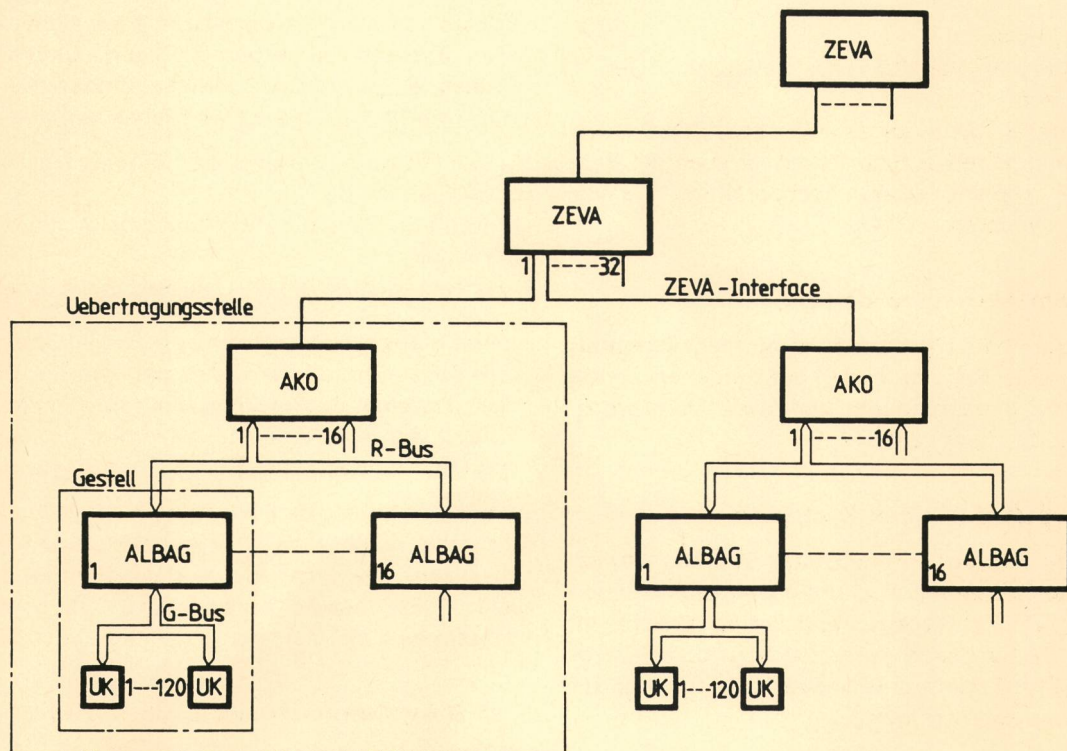 ZEVA
ZEVA
1 ----- 32
ZEVA-Interface
Uebertragungsstelle
AKO
AKO
1 ------ 16
1 ------ 16
R-Bus
Gestell
ALBAG
1
ALBAG
16
ALBAG
1
ALBAG
16
G-Bus
UK 1---120 UK
UK 1---120 UK